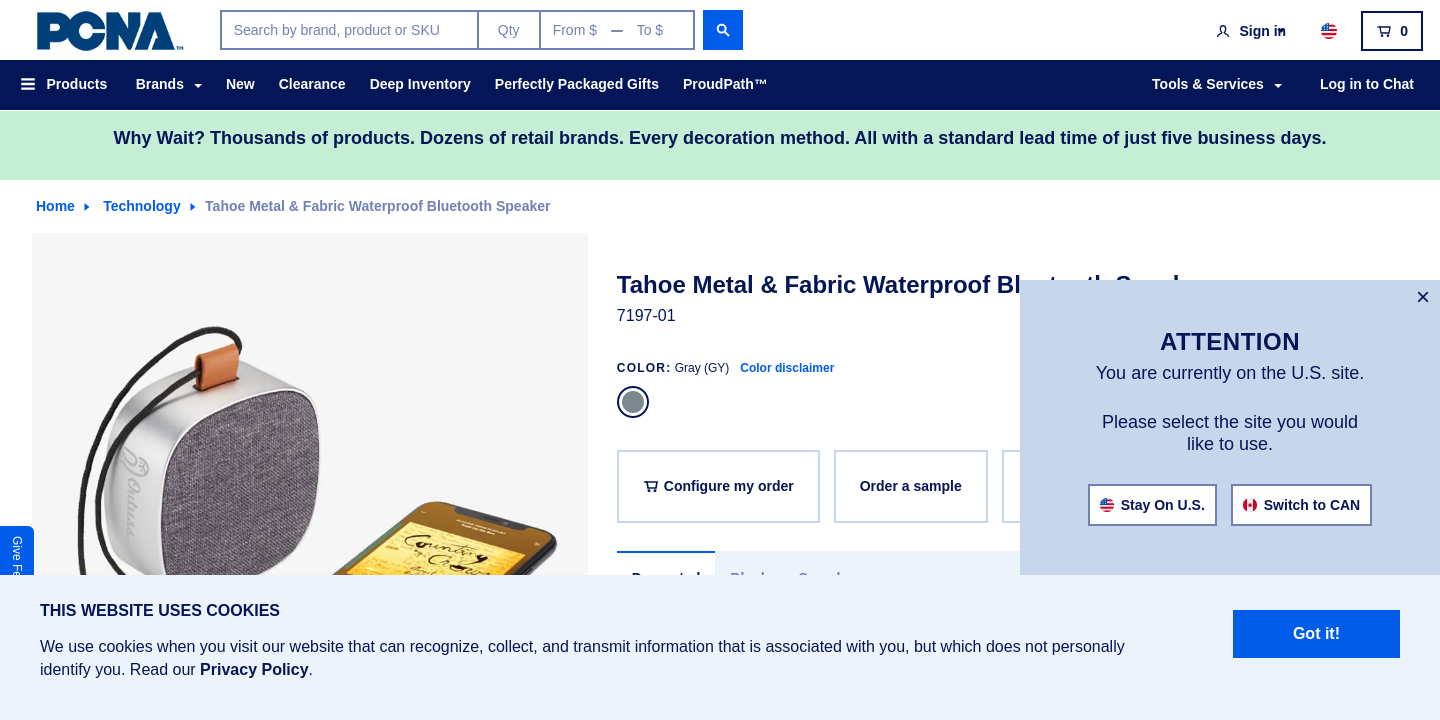 PCNA™
Search by brand, product or SKU
Qty
From $ — To $
Sign in
0
Products
Brands
New
Clearance
Deep Inventory
Perfectly Packaged Gifts
ProudPath™
Tools & Services
Log in to Chat
Why Wait? Thousands of products. Dozens of retail brands. Every decoration method. All with a standard lead time of just five business days.
Home
Technology
Tahoe Metal & Fabric Waterproof Bluetooth Speaker
Tahoe Metal & Fabric Waterproof
7197-01
COLOR: Gray (GY) Color disclaimer
Configure my order
Order a sample
×
ATTENTION
You are currently on the U.S. site.
Please select the site you would
like to use.
Stay On U.S.
Switch to CAN
Outuss
Country
Give Fe
THIS WEBSITE USES COOKIES
We use cookies when you visit our website that can recognize, collect, and transmit information that is associated with you, but which does not personally
identify you. Read our Privacy Policy.
Got it!